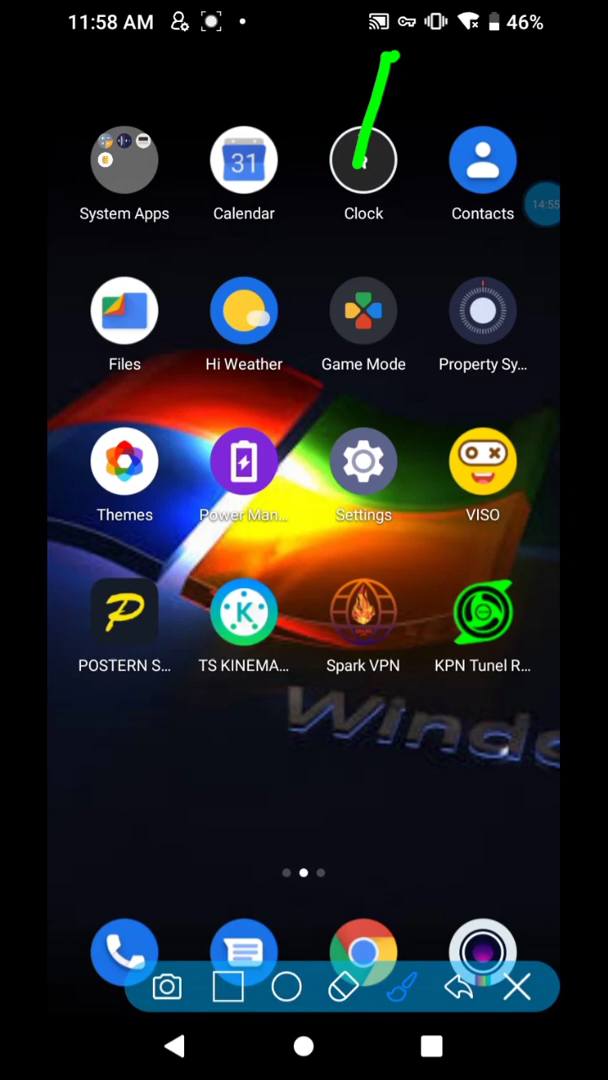 11:58 AM 46%
31
System Apps Calendar Clock Contacts
14:55
Files Hi Weather Game Mode Property Sy...
Themes Power Man... Settings VISO
P K
POSTERN S... TS KINEMA... Spark VPN KPN Tunel R...
Windo